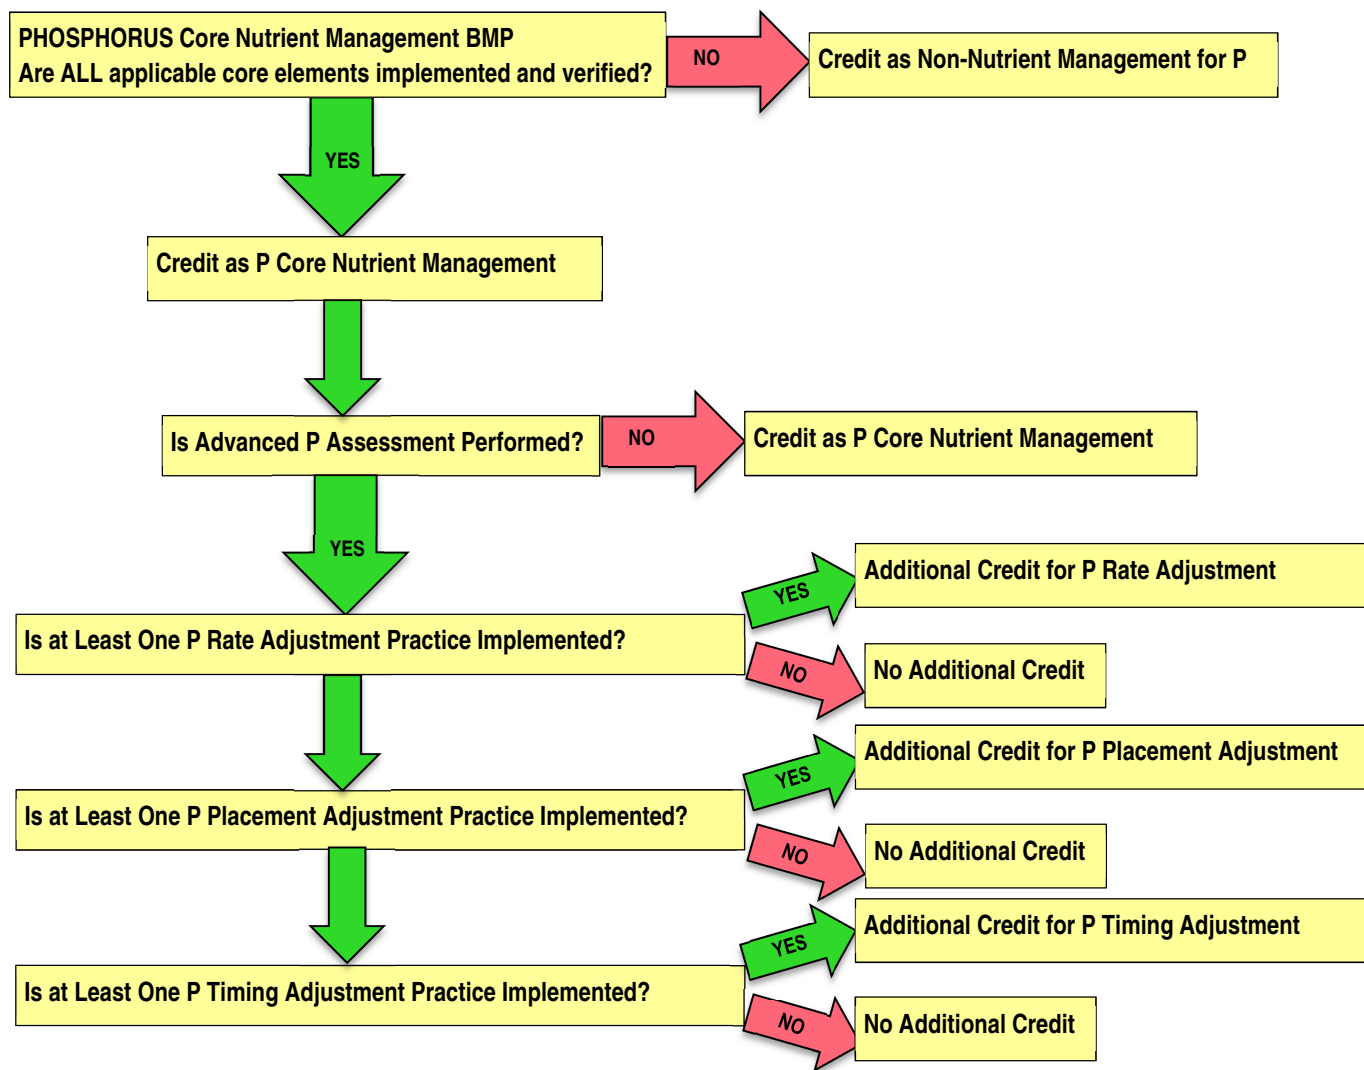 PHOSPHORUS Core Nutrient Management BMP
Are ALL applicable core elements implemented and verified?
NO
Credit as Non-Nutrient Management for P
YES
Credit as P Core Nutrient Management
Is Advanced P Assessment Performed?
NO
Credit as P Core Nutrient Management
YES
Is at Least One P Rate Adjustment Practice Implemented?
YES
Additional Credit for P Rate Adjustment
NO
No Additional Credit
Is at Least One P Placement Adjustment Practice Implemented?
YES
Additional Credit for P Placement Adjustment
NO
No Additional Credit
Is at Least One P Timing Adjustment Practice Implemented?
YES
Additional Credit for P Timing Adjustment
NO
No Additional Credit